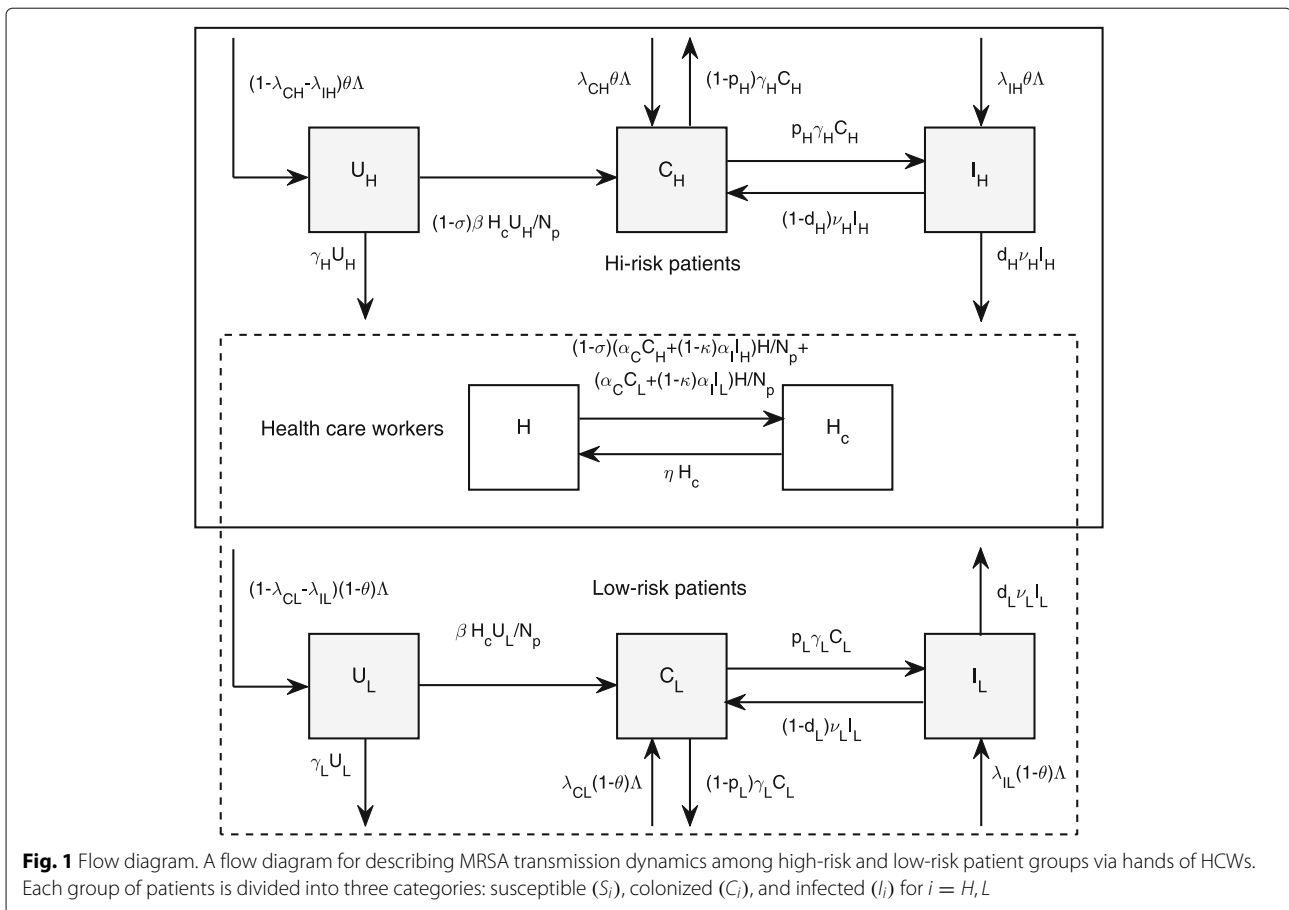 (1-λ_CH-λ_IH)θΛ
λ_CHθΛ
(1-p_H)γ_HC_H
λ_IHθΛ
U_H
C_H
p_Hγ_HC_H
I_H
(1-σ)β H_cU_H/N_p
(1-d_H)ν_HI_H
γ_HU_H
Hi-risk patients
d_Hν_HI_H
(1-σ)(α_CC_H+(1-κ)α_II_H)H/N_p+
(α_CC_L+(1-κ)α_II_L)H/N_p
Health care workers
H
H_c
η H_c
(1-λ_CL-λ_IL)(1-θ)Λ
Low-risk patients
d_Lν_LI_L
β H_cU_L/N_p
p_Lγ_LC_L
U_L
C_L
I_L
(1-d_L)ν_LI_L
γ_LU_L
λ_CL(1-θ)Λ
(1-p_L)γ_LC_L
λ_IL(1-θ)Λ
Fig. 1 Flow diagram. A flow diagram for describing MRSA transmission dynamics among high-risk and low-risk patient groups via hands of HCWs.
Each group of patients is divided into three categories: susceptible (S_i), colonized (C_i), and infected (I_i) for i = H, L